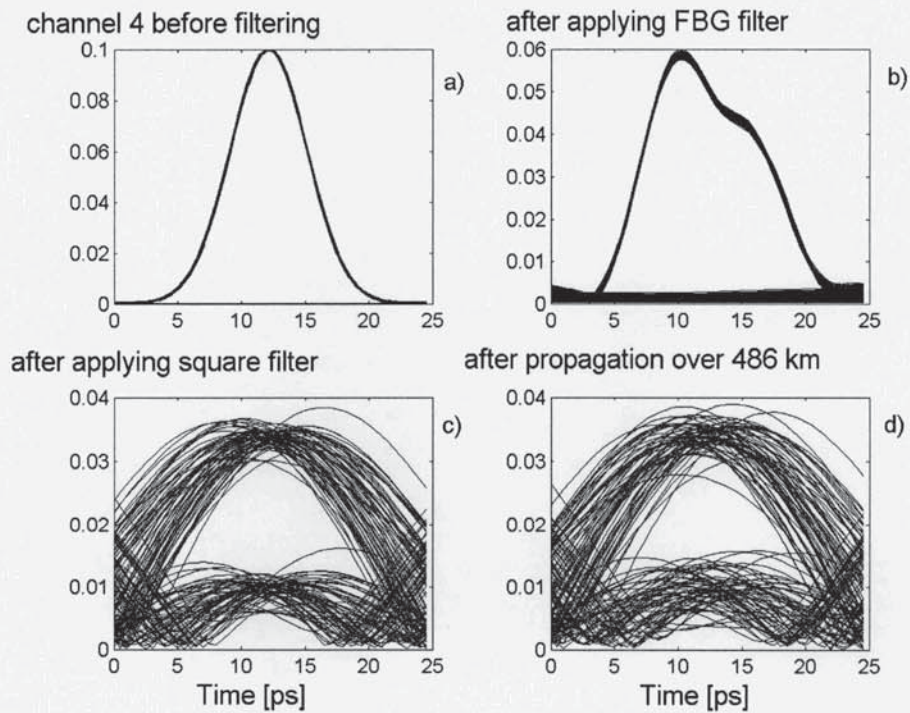 channel 4 before filtering
0.1
0.08
0.06
0.04
0.02
0
0 5 10 15 20 25
a)
after applying FBG filter
0.06
0.05
0.04
0.03
0.02
0.01
0
0 5 10 15 20 25
b)
after applying square filter
0.04
0.03
0.02
0.01
0
0 5 10 15 20 25
Time [ps]
c)
after propagation over 486 km
0.04
0.03
0.02
0.01
0
0 5 10 15 20 25
Time [ps]
d)